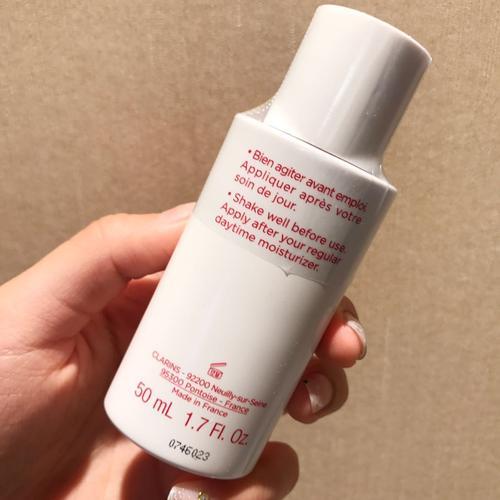 • Bien agiter avant emploi.
Appliquer après votre
soin de jour.
• Shake well before use.
Apply after your regular
daytime moisturizer.
CLARINS - 92200 Neuilly-sur-Seine
95300 Pontoise - France
Made in France
50 mL 1.7 Fl. Oz.
0746023